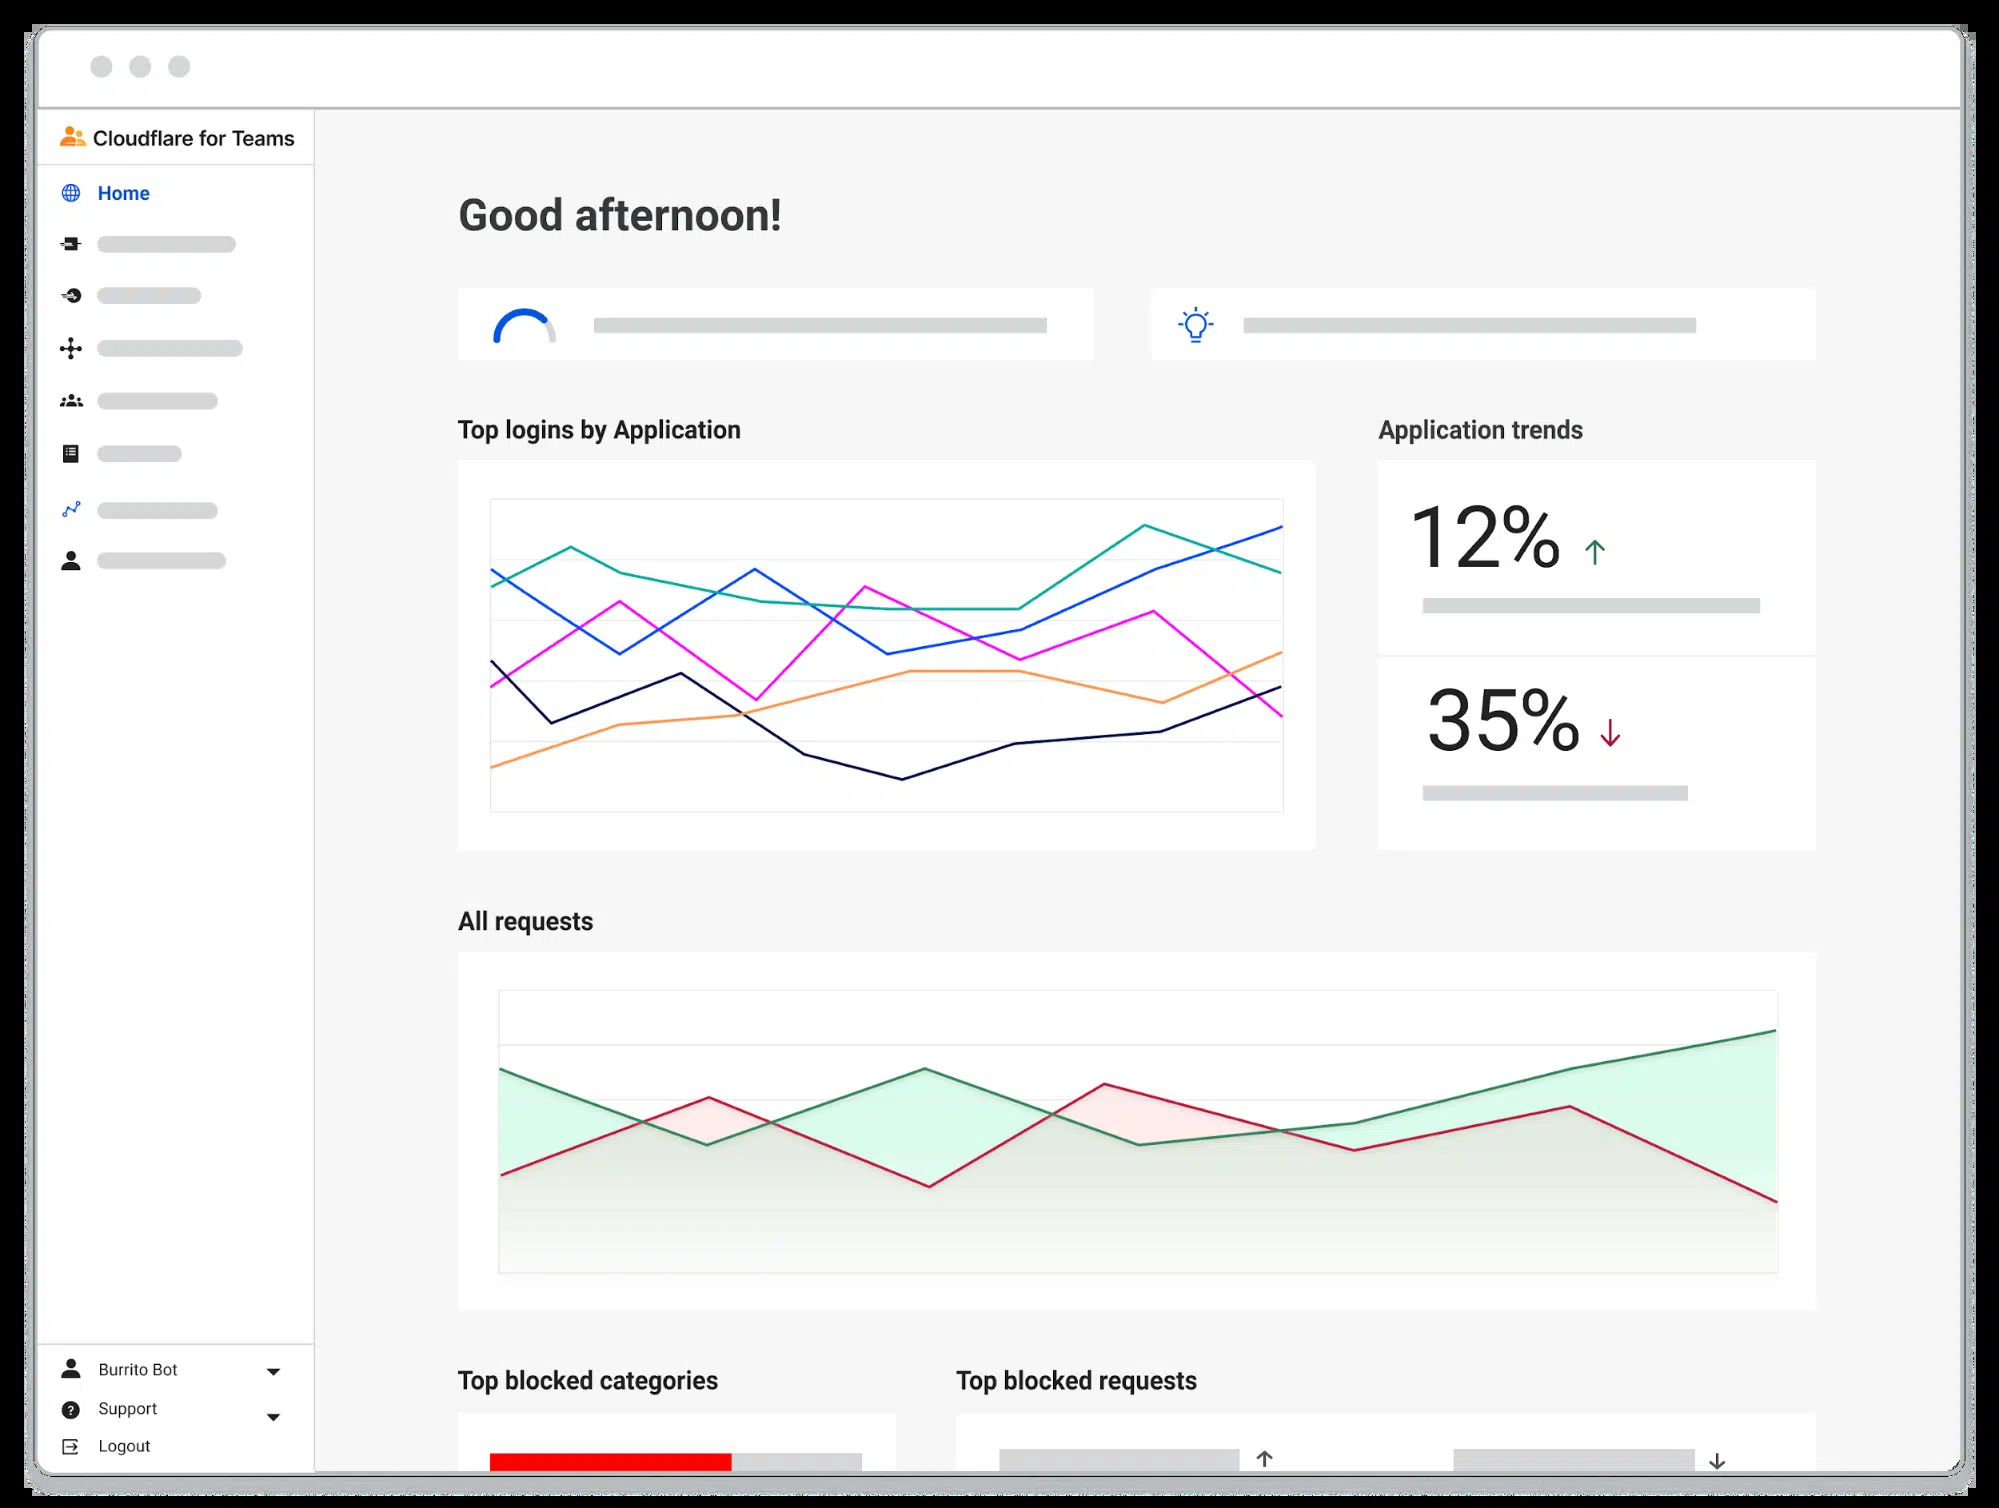 Cloudflare for Teams
Home
Good afternoon!
Top logins by Application
Application trends
12%
35%
All requests
Top blocked categories
Top blocked requests
Burrito Bot
Support
Logout